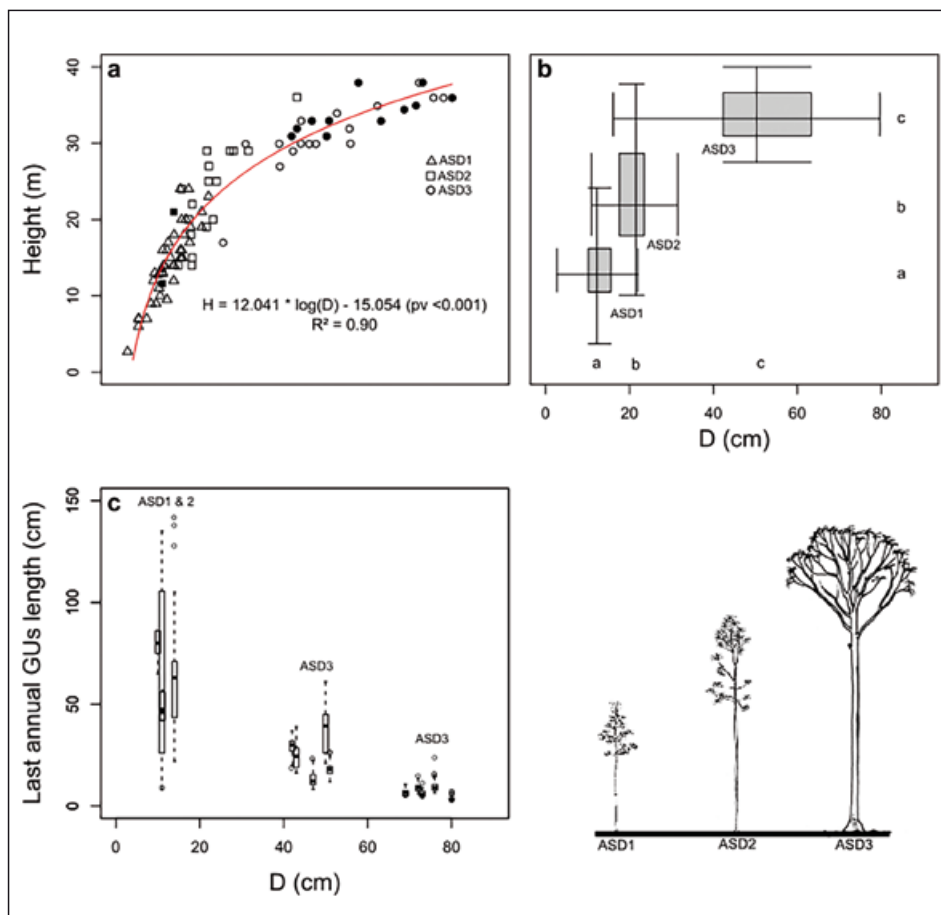 a
40
30
20
10
0
Height (m)
ASD1
ASD2
ASD3
H = 12.041 * log(D) - 15.054 (pv <0.001)
R² = 0.90
b
ASD3
c
b
ASD2
a
ASD1
a b c
0 20 40 60 80
D (cm)
c
ASD1 & 2
150
100
50
0
Last annual GUs length (cm)
ASD3
ASD3
0 20 40 60 80
D (cm)
ASD1 ASD2 ASD3